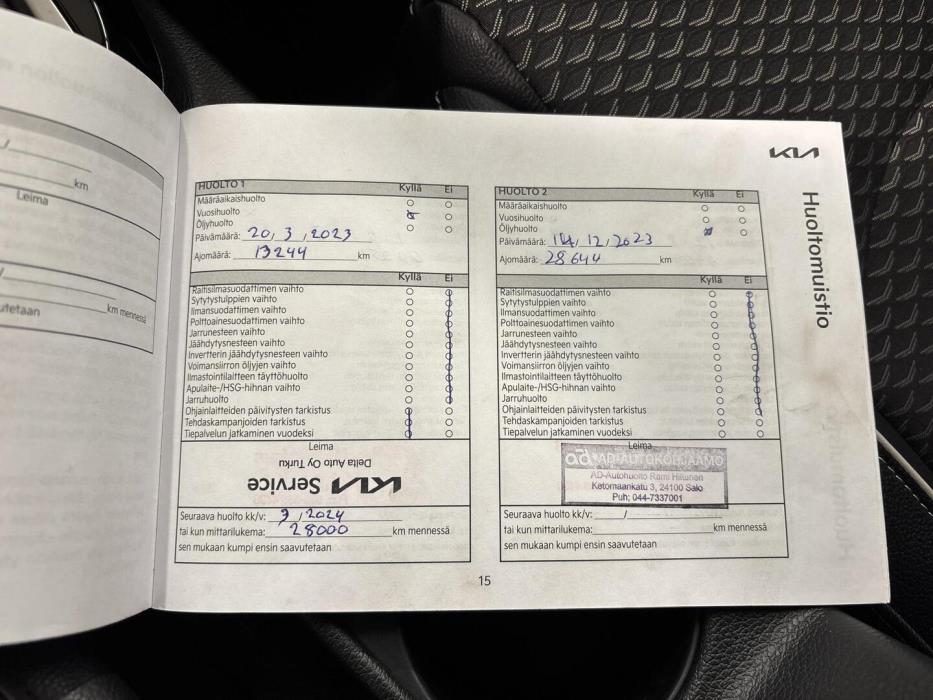 km
Leima
km mennessä
KIA
Huoltomuistio
HUOLTO 1 Kyllä Ei
Määräaikaishuolto
Vuosihuolto
Öljyhuolto
Päivämäärä: 20, 3, 2023
Ajomäärä: 13244 km
Kyllä Ei
Raitisilmasuodattimen vaihto
Sytytystulppien vaihto
Ilmansuodattimen vaihto
Polttoainesuodattimen vaihto
Jarrunesteen vaihto
Jäähdytysnesteen vaihto
Invertterin jäähdytysnesteen vaihto
Voimansiirron öljyjen vaihto
Ilmastointilaitteen täyttöhuolto
Apulaite-/HSG-hihnan vaihto
Jarruhuolto
Ohjainlaitteiden päivitysten tarkistus
Tehdaskampanjoiden tarkistus
Tiepalvelun jatkaminen vuodeksi
Leima
Delta Auto Oy Turku
KIA Service
Seuraava huolto kk/v: 3, 2024
tai kun mittarilukema: 28000 km mennessä
sen mukaan kumpi ensin saavutetaan
HUOLTO 2 Kyllä Ei
Määräaikaishuolto
Vuosihuolto
Öljyhuolto
Päivämäärä: 14, 12, 2023
Ajomäärä: 28644 km
Kyllä Ei
Raitisilmasuodattimen vaihto
Sytytystulppien vaihto
Ilmansuodattimen vaihto
Polttoainesuodattimen vaihto
Jarrunesteen vaihto
Jäähdytysnesteen vaihto
Invertterin jäähdytysnesteen vaihto
Voimansiirron öljyjen vaihto
Ilmastointilaitteen täyttöhuolto
Apulaite-/HSG-hihnan vaihto
Jarruhuolto
Ohjainlaitteiden päivitysten tarkistus
Tehdaskampanjoiden tarkistus
Tiepalvelun jatkaminen vuodeksi
Leima
ad AD-AUTOKORJAAMO
AD-Autohuolto Rami Hiltunen
Ketomaankatu 3, 24100 Salo
Puh; 044-7337001
Seuraava huolto kk/v: /
tai kun mittarilukema: km mennessä
sen mukaan kumpi ensin saavutetaan
15